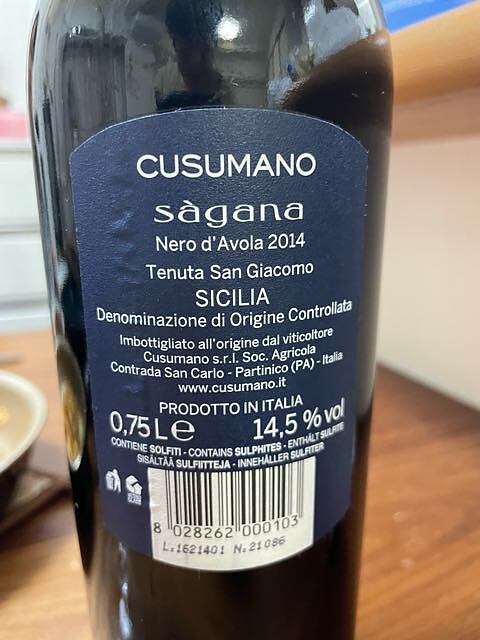 CUSUMANO
sàgana
Nero d'Avola 2014
Tenuta San Giacomo
SICILIA
Denominazione di Origine Controllata
Imbottigliato all'origine dal viticoltore
Cusumano s.r.l. Soc. Agricola
Contrada San Carlo - Partinico (PA) - Italia
www.cusumano.it
PRODOTTO IN ITALIA
0,75 L e 14,5 % vol
CONTIENE SOLFITI - CONTAINS SULPHITES - ENTHÄLT SULFITE
SISÄLTÄÄ SULFIITTEJA - INNEHÅLLER SULFITER
8 028262 000103
L.1621401 N.21086